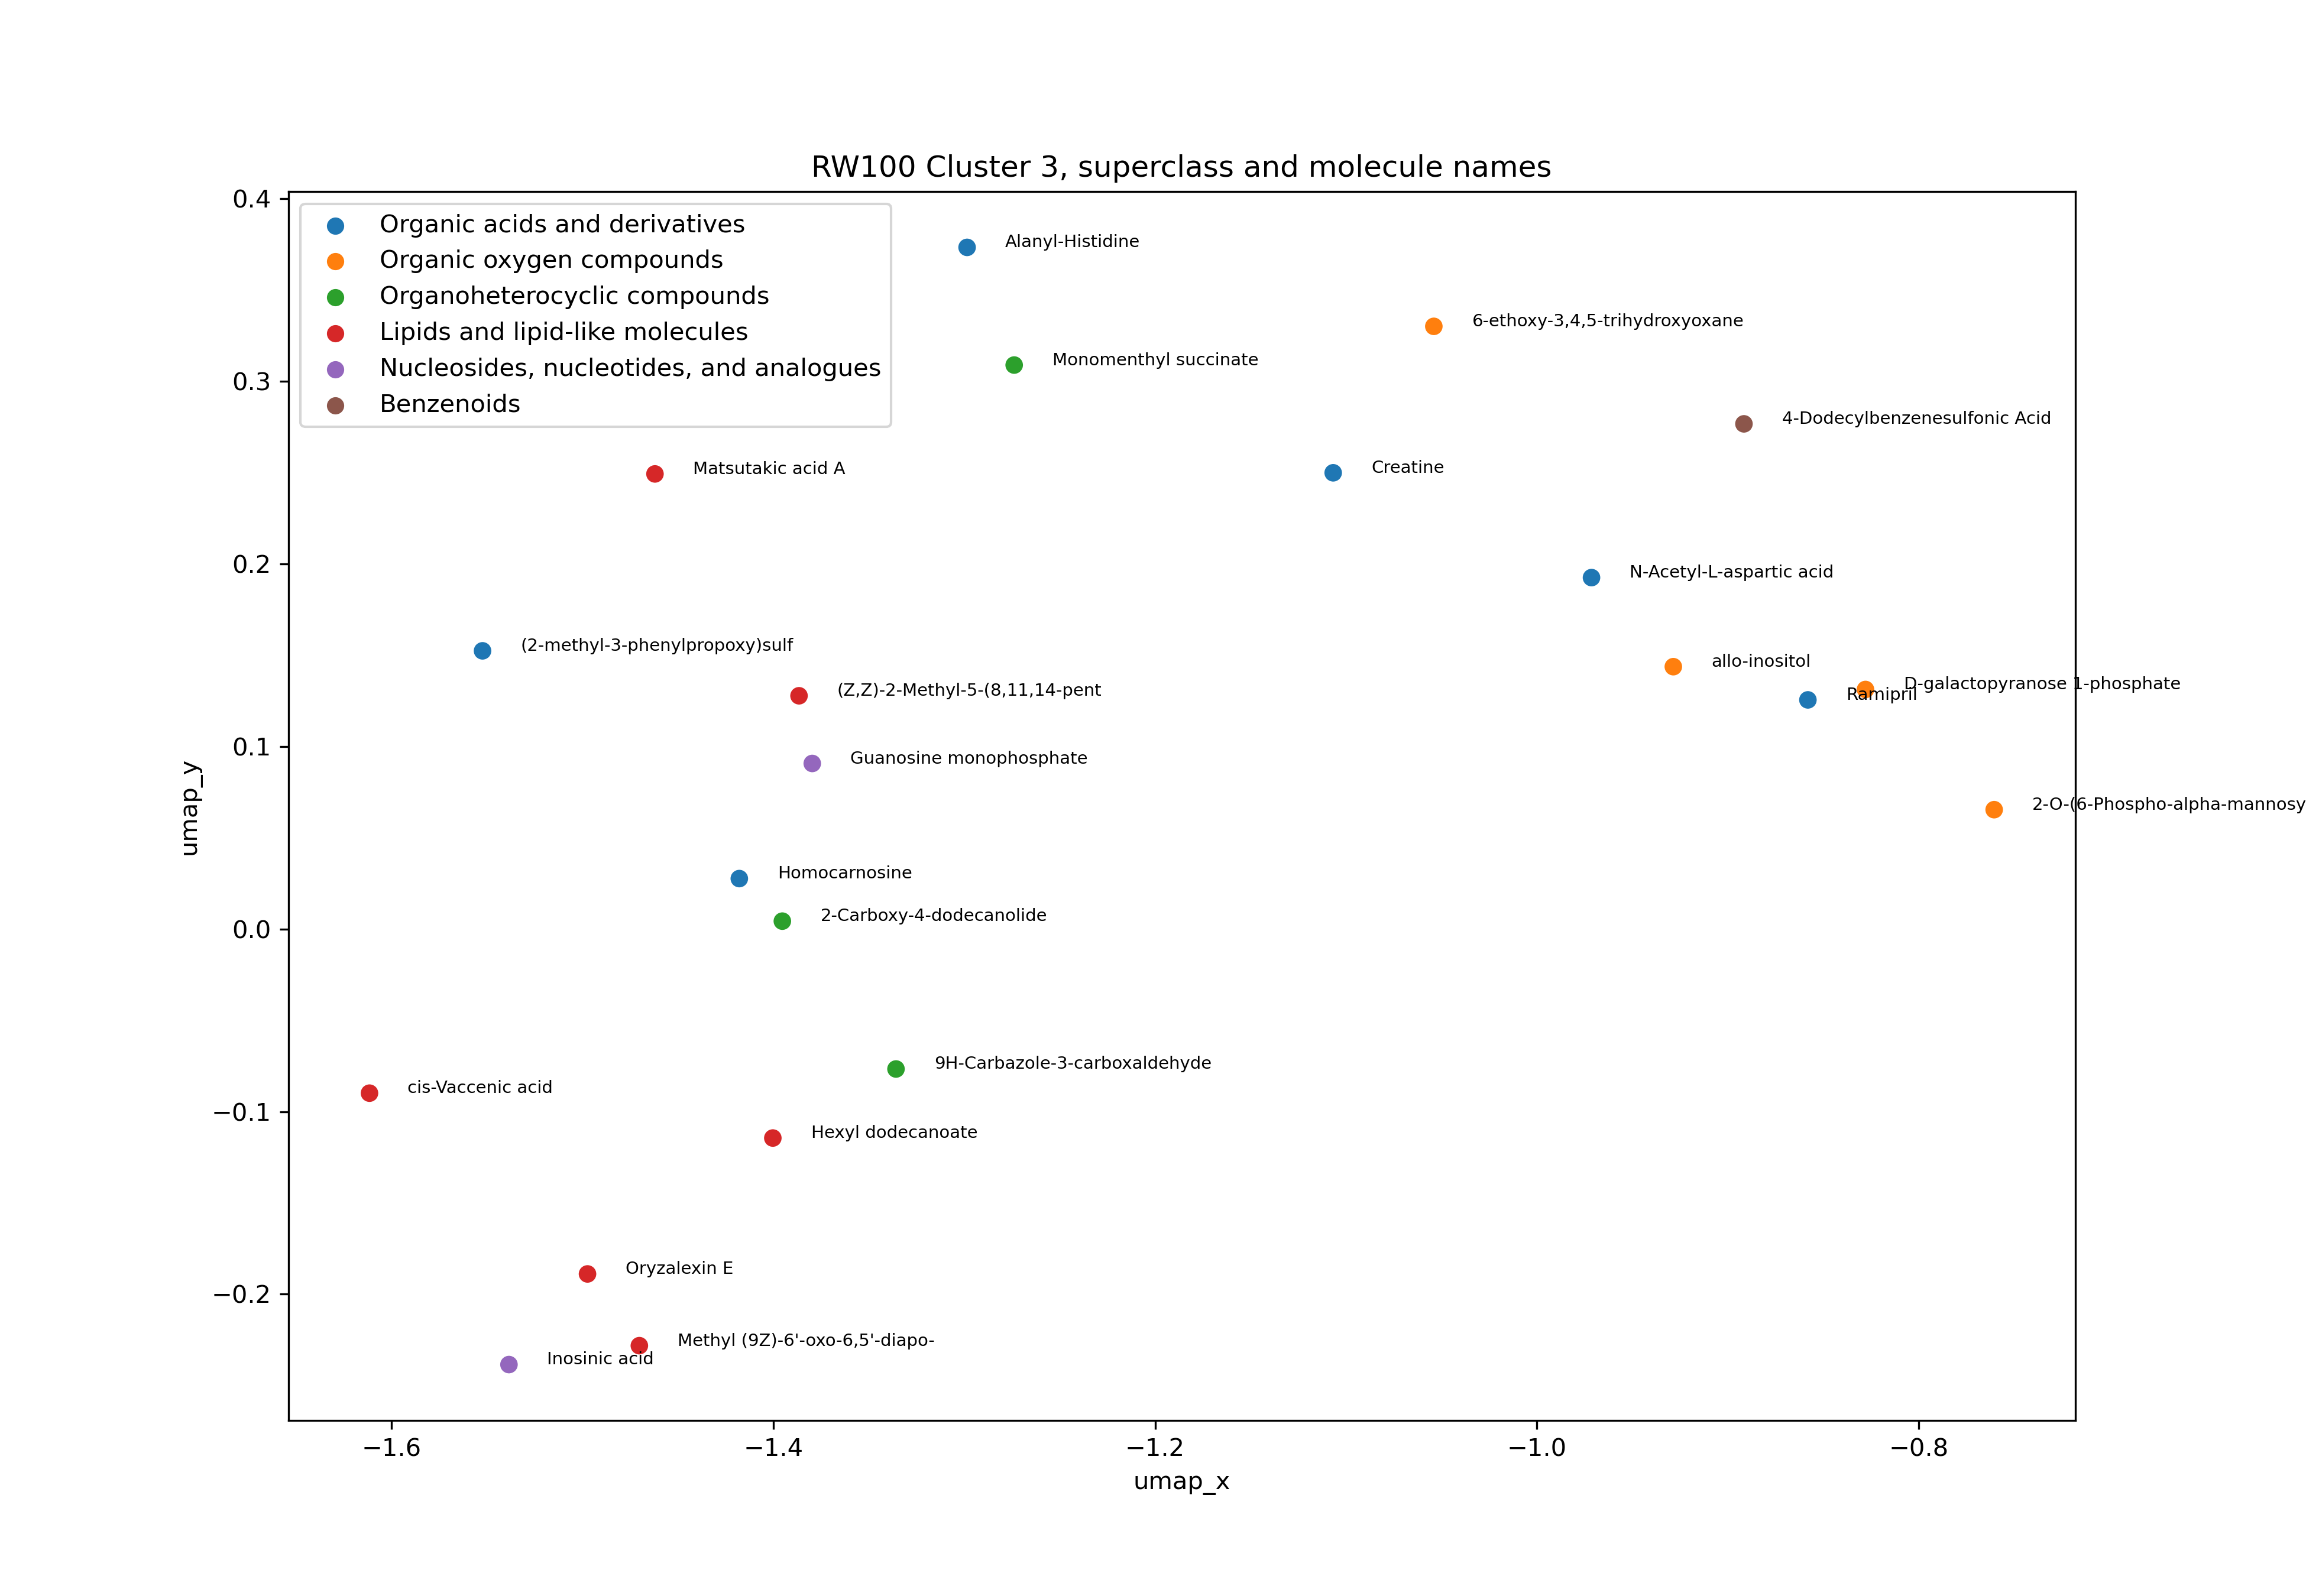 RW100 Cluster 3, superclass and molecule names
Organic acids and derivatives
Organic oxygen compounds
Organoheterocyclic compounds
Lipids and lipid-like molecules
Nucleosides, nucleotides, and analogues
Benzenoids
0.4
0.3
0.2
0.1
0.0
−0.1
−0.2
umap_y
Alanyl-Histidine
6-ethoxy-3,4,5-trihydroxyoxane
Monomenthyl succinate
4-Dodecylbenzenesulfonic Acid
Matsutakic acid A
Creatine
N-Acetyl-L-aspartic acid
(2-methyl-3-phenylpropoxy)sulf
allo-inositol
D-galactopyranose 1-phosphate
(Z,Z)-2-Methyl-5-(8,11,14-pent
Ramipril
Guanosine monophosphate
2-O-(6-Phospho-alpha-mannosy
Homocarnosine
2-Carboxy-4-dodecanolide
9H-Carbazole-3-carboxaldehyde
cis-Vaccenic acid
Hexyl dodecanoate
Oryzalexin E
Methyl (9Z)-6'-oxo-6,5'-diapo-
Inosinic acid
−1.6
−1.4
−1.2
−1.0
−0.8
umap_x